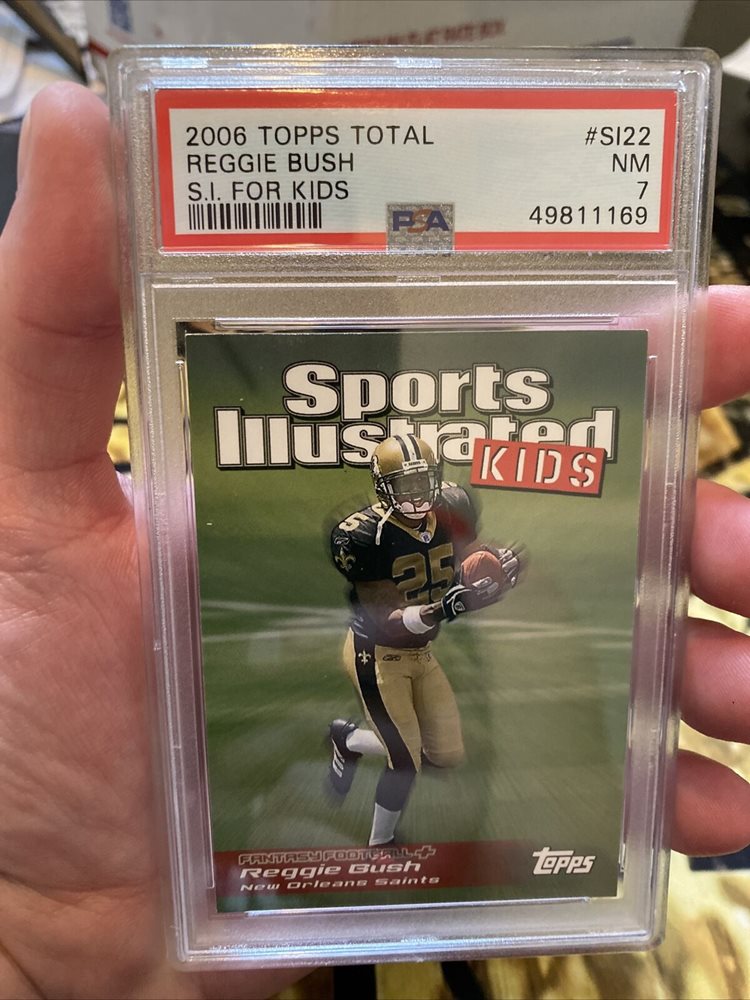 2006 TOPPS TOTAL #SI22
REGGIE BUSH NM
S.I. FOR KIDS 7
PSA 49811169
Sports
Illustrated
KIDS
25
25
FANTASY FOOTBALL+
Reggie Bush
New Orleans Saints
topps